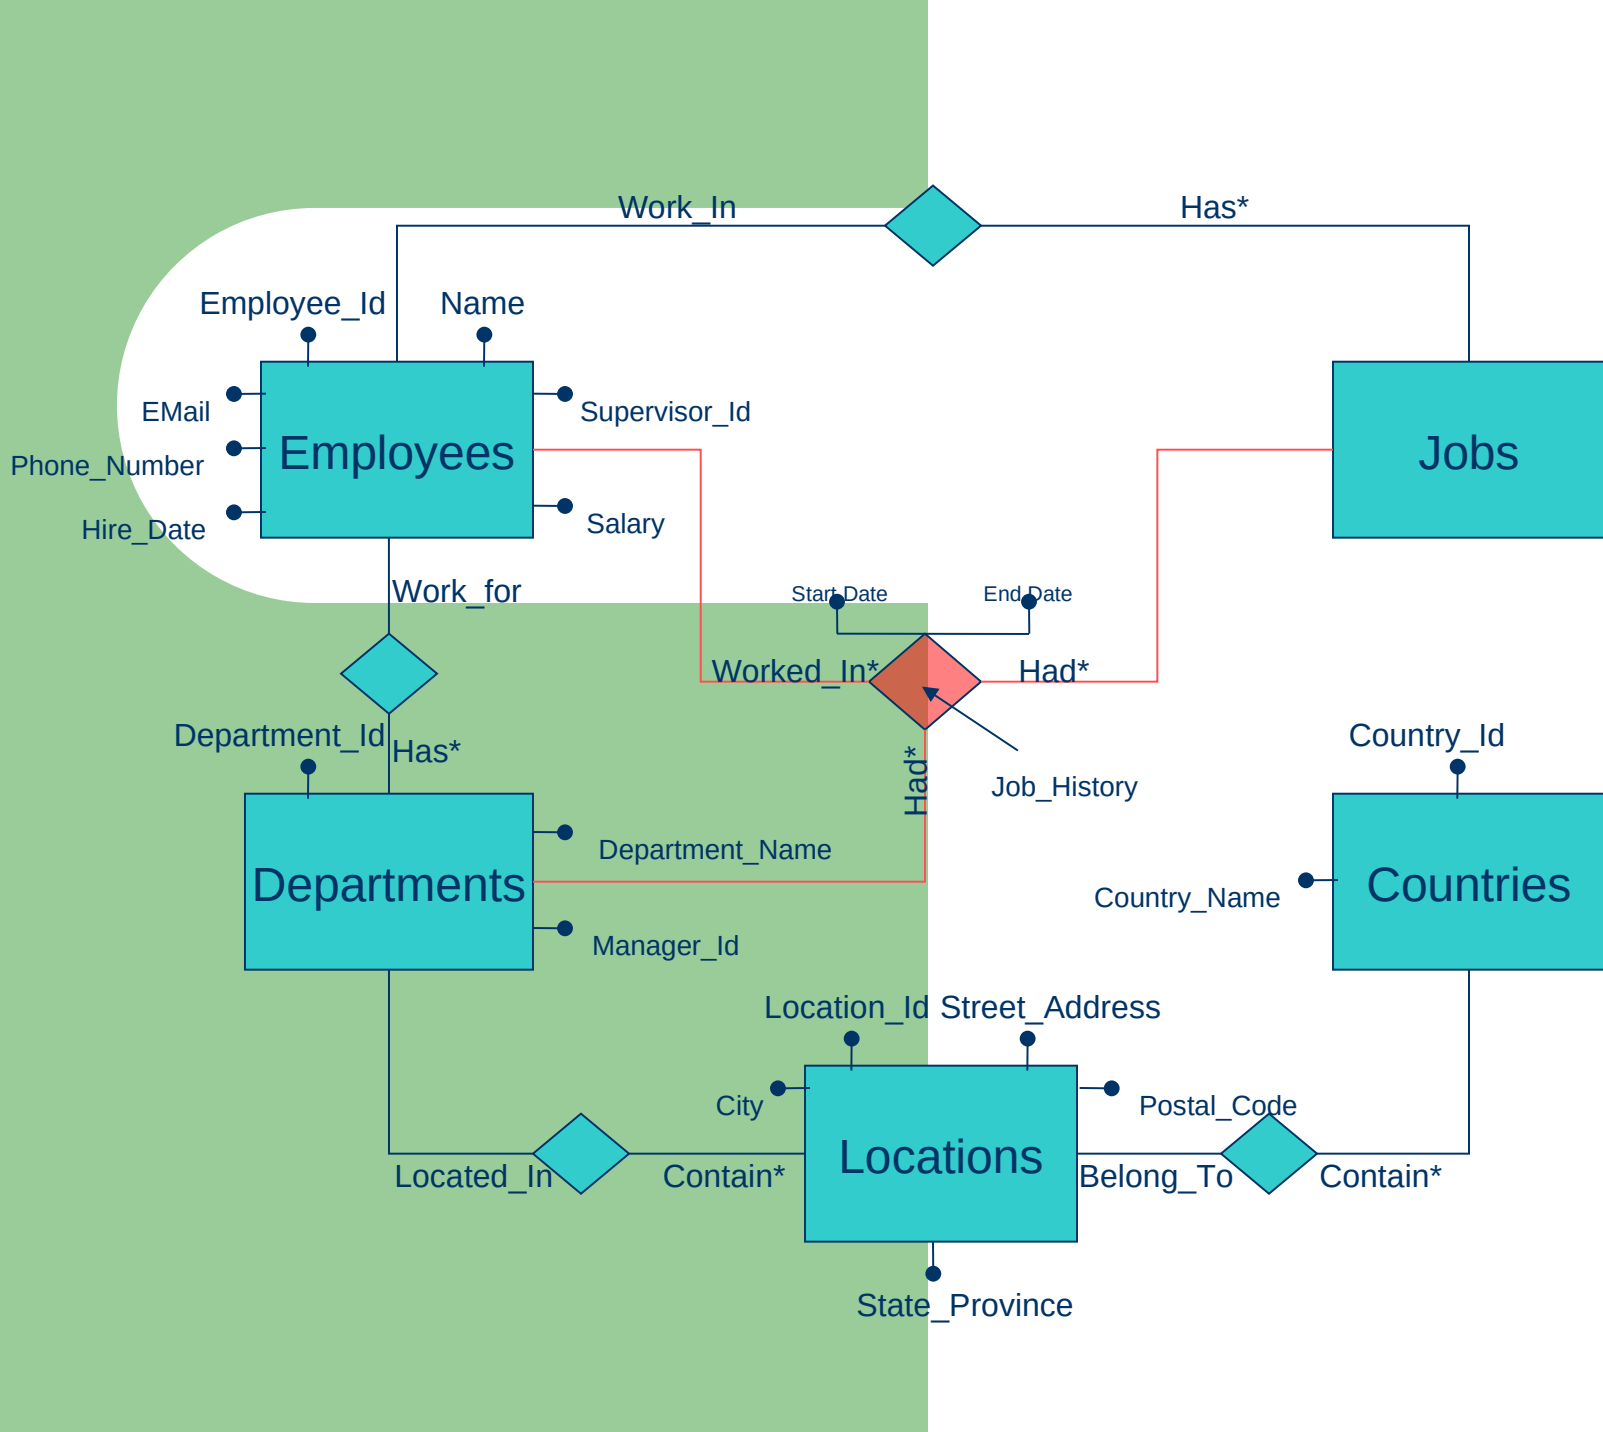 Work_In
Has*
Employee_Id
Name
EMail
Supervisor_Id
Employees
Jobs
Phone_Number
Salary
Hire_Date
Work_for
Start Date
End Date
Worked_In*
Had*
Department_Id
Has*
Country_Id
Had*
Job_History
Department_Name
Departments
Countries
Country_Name
Manager_Id
Location_Id
Street_Address
City
Postal_Code
Locations
Located_In
Contain*
Belong_To
Contain*
State_Province